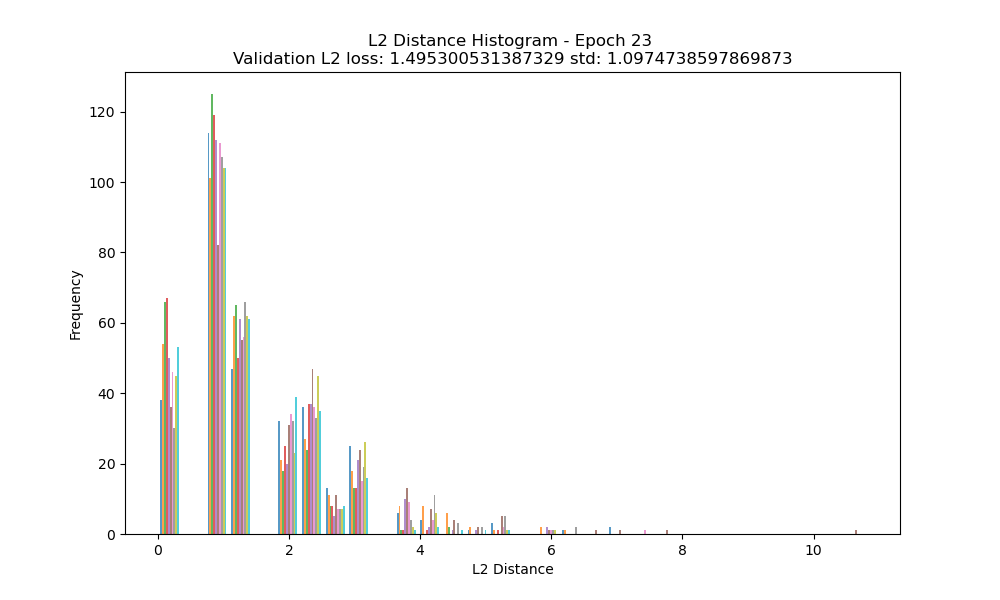 L2 Distance Histogram - Epoch 23
Validation L2 loss: 1.495300531387329 std: 1.0974738597869873
120
100
80
60
40
20
0
Frequency
0 2 4 6 8 10
L2 Distance